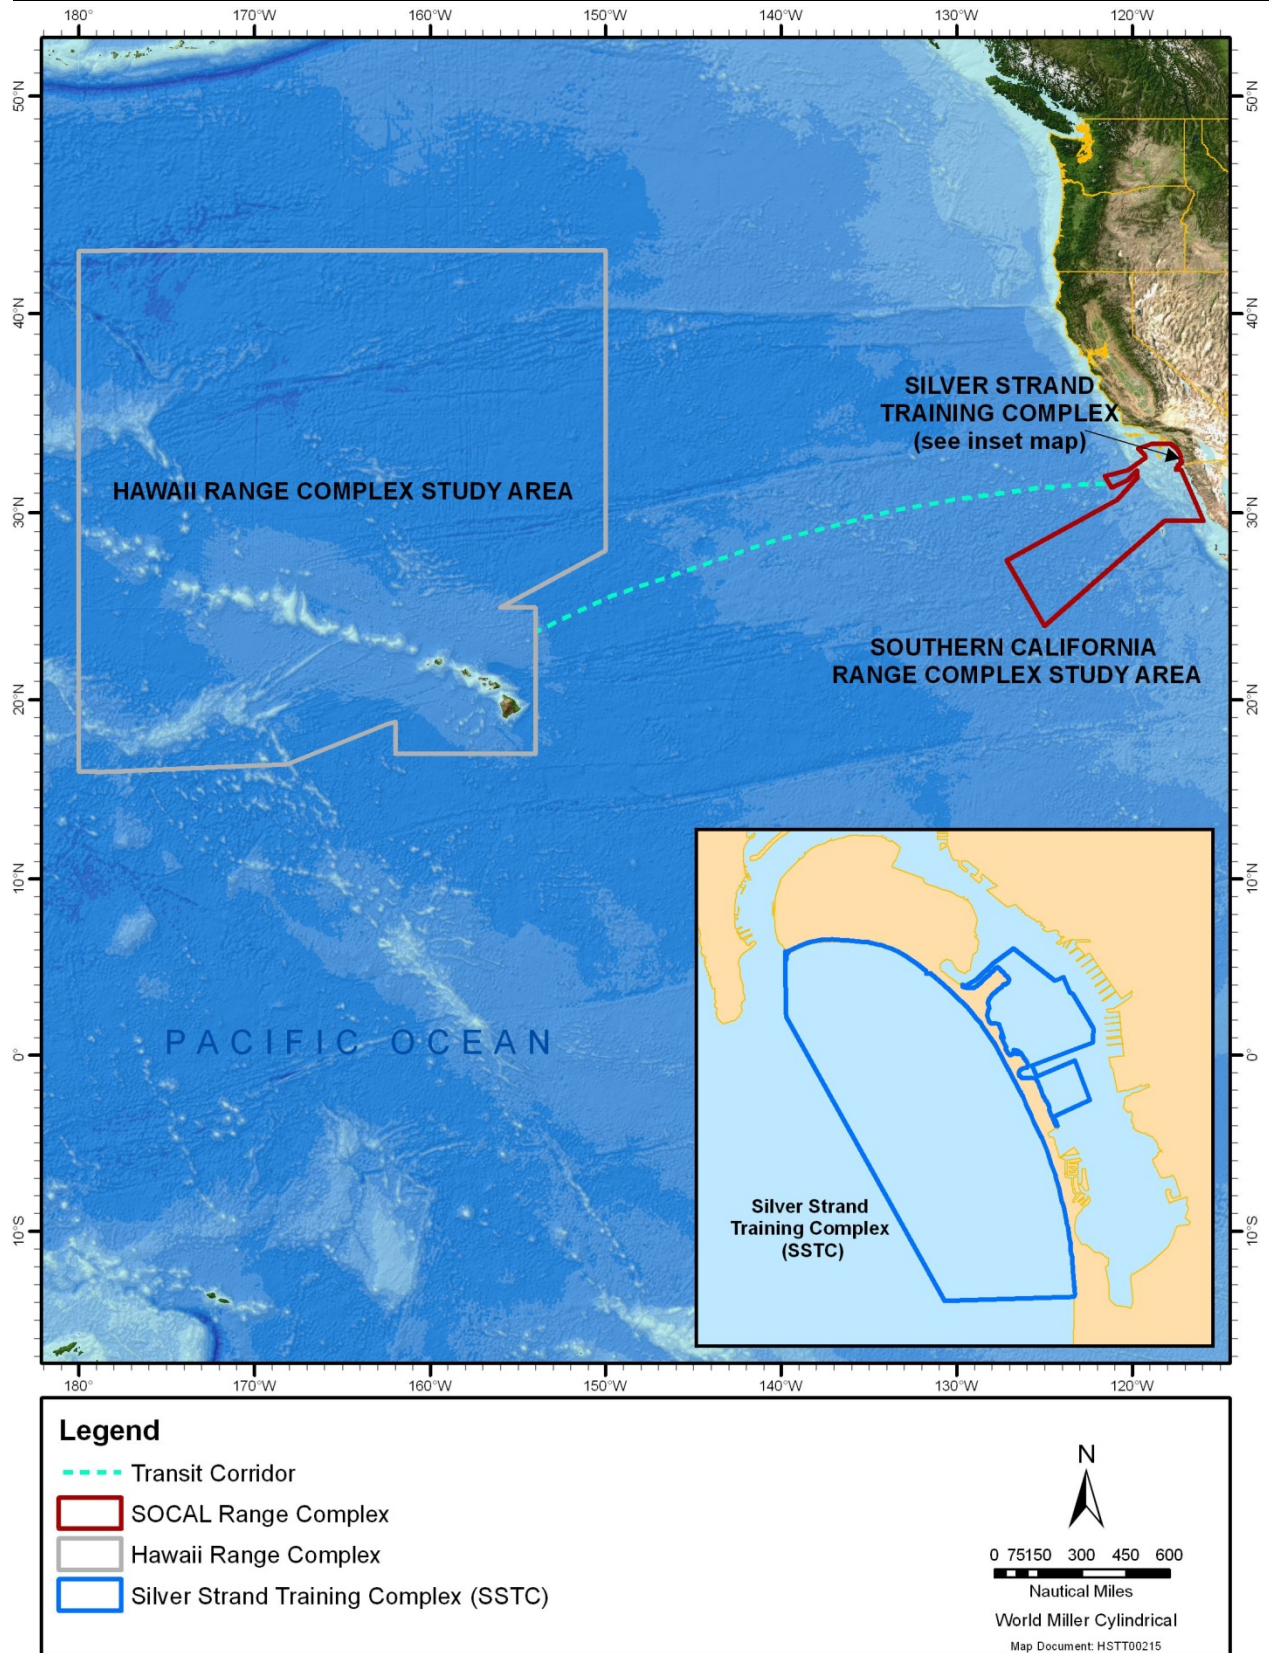 180° 170°W 160°W 150°W 140°W 130°W 120°W
50°N 50°N
40°N 40°N
SILVER STRAND
TRAINING COMPLEX
(see inset map)
HAWAII RANGE COMPLEX STUDY AREA
30°N 30°N
SOUTHERN CALIFORNIA
RANGE COMPLEX STUDY AREA
20°N 20°N
10°N 10°N
PACIFIC OCEAN
0° 0°
Silver Strand
Training Complex
(SSTC)
10°S 10°S
180° 170°W 160°W 150°W 140°W 130°W 120°W
Legend
Transit Corridor
SOCAL Range Complex
Hawaii Range Complex
Silver Strand Training Complex (SSTC)
N
0 75 150 300 450 600
Nautical Miles
World Miller Cylindrical
Map Document: HSTT00215